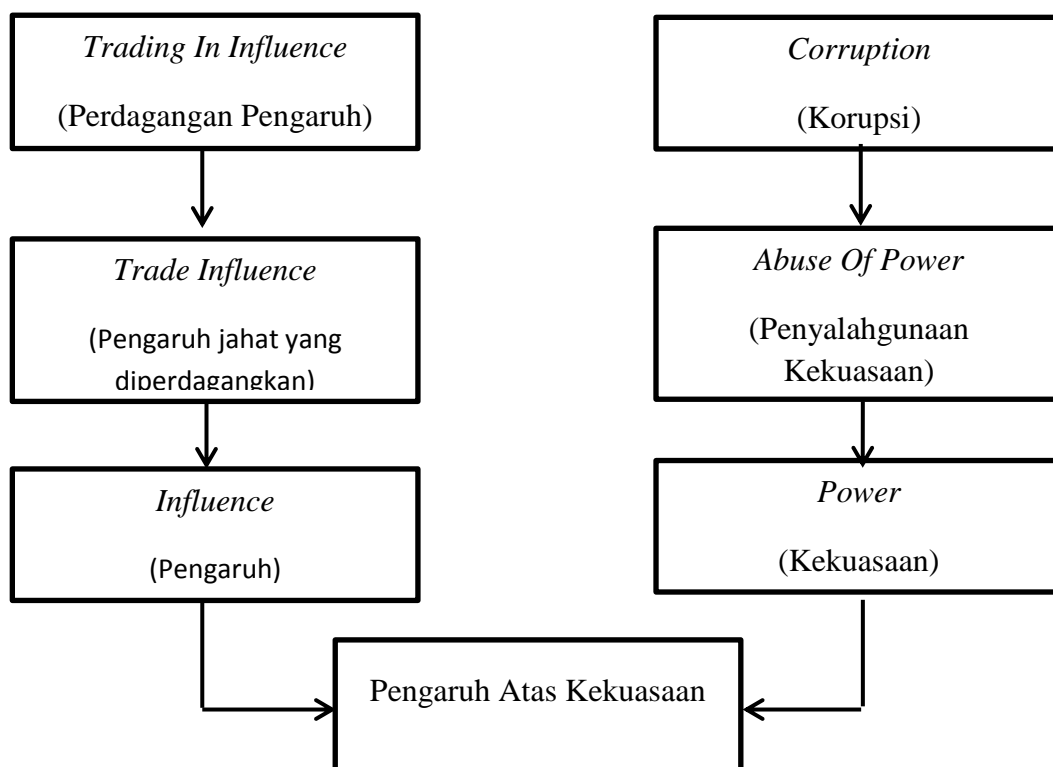 Trading In Influence
(Perdagangan Pengaruh)
Trade Influence
(Pengaruh jahat yang
diperdagangkan)
Influence
(Pengaruh)
Corruption
(Korupsi)
Abuse Of Power
(Penyalahgunaan
Kekuasaan)
Power
(Kekuasaan)
Pengaruh Atas Kekuasaan